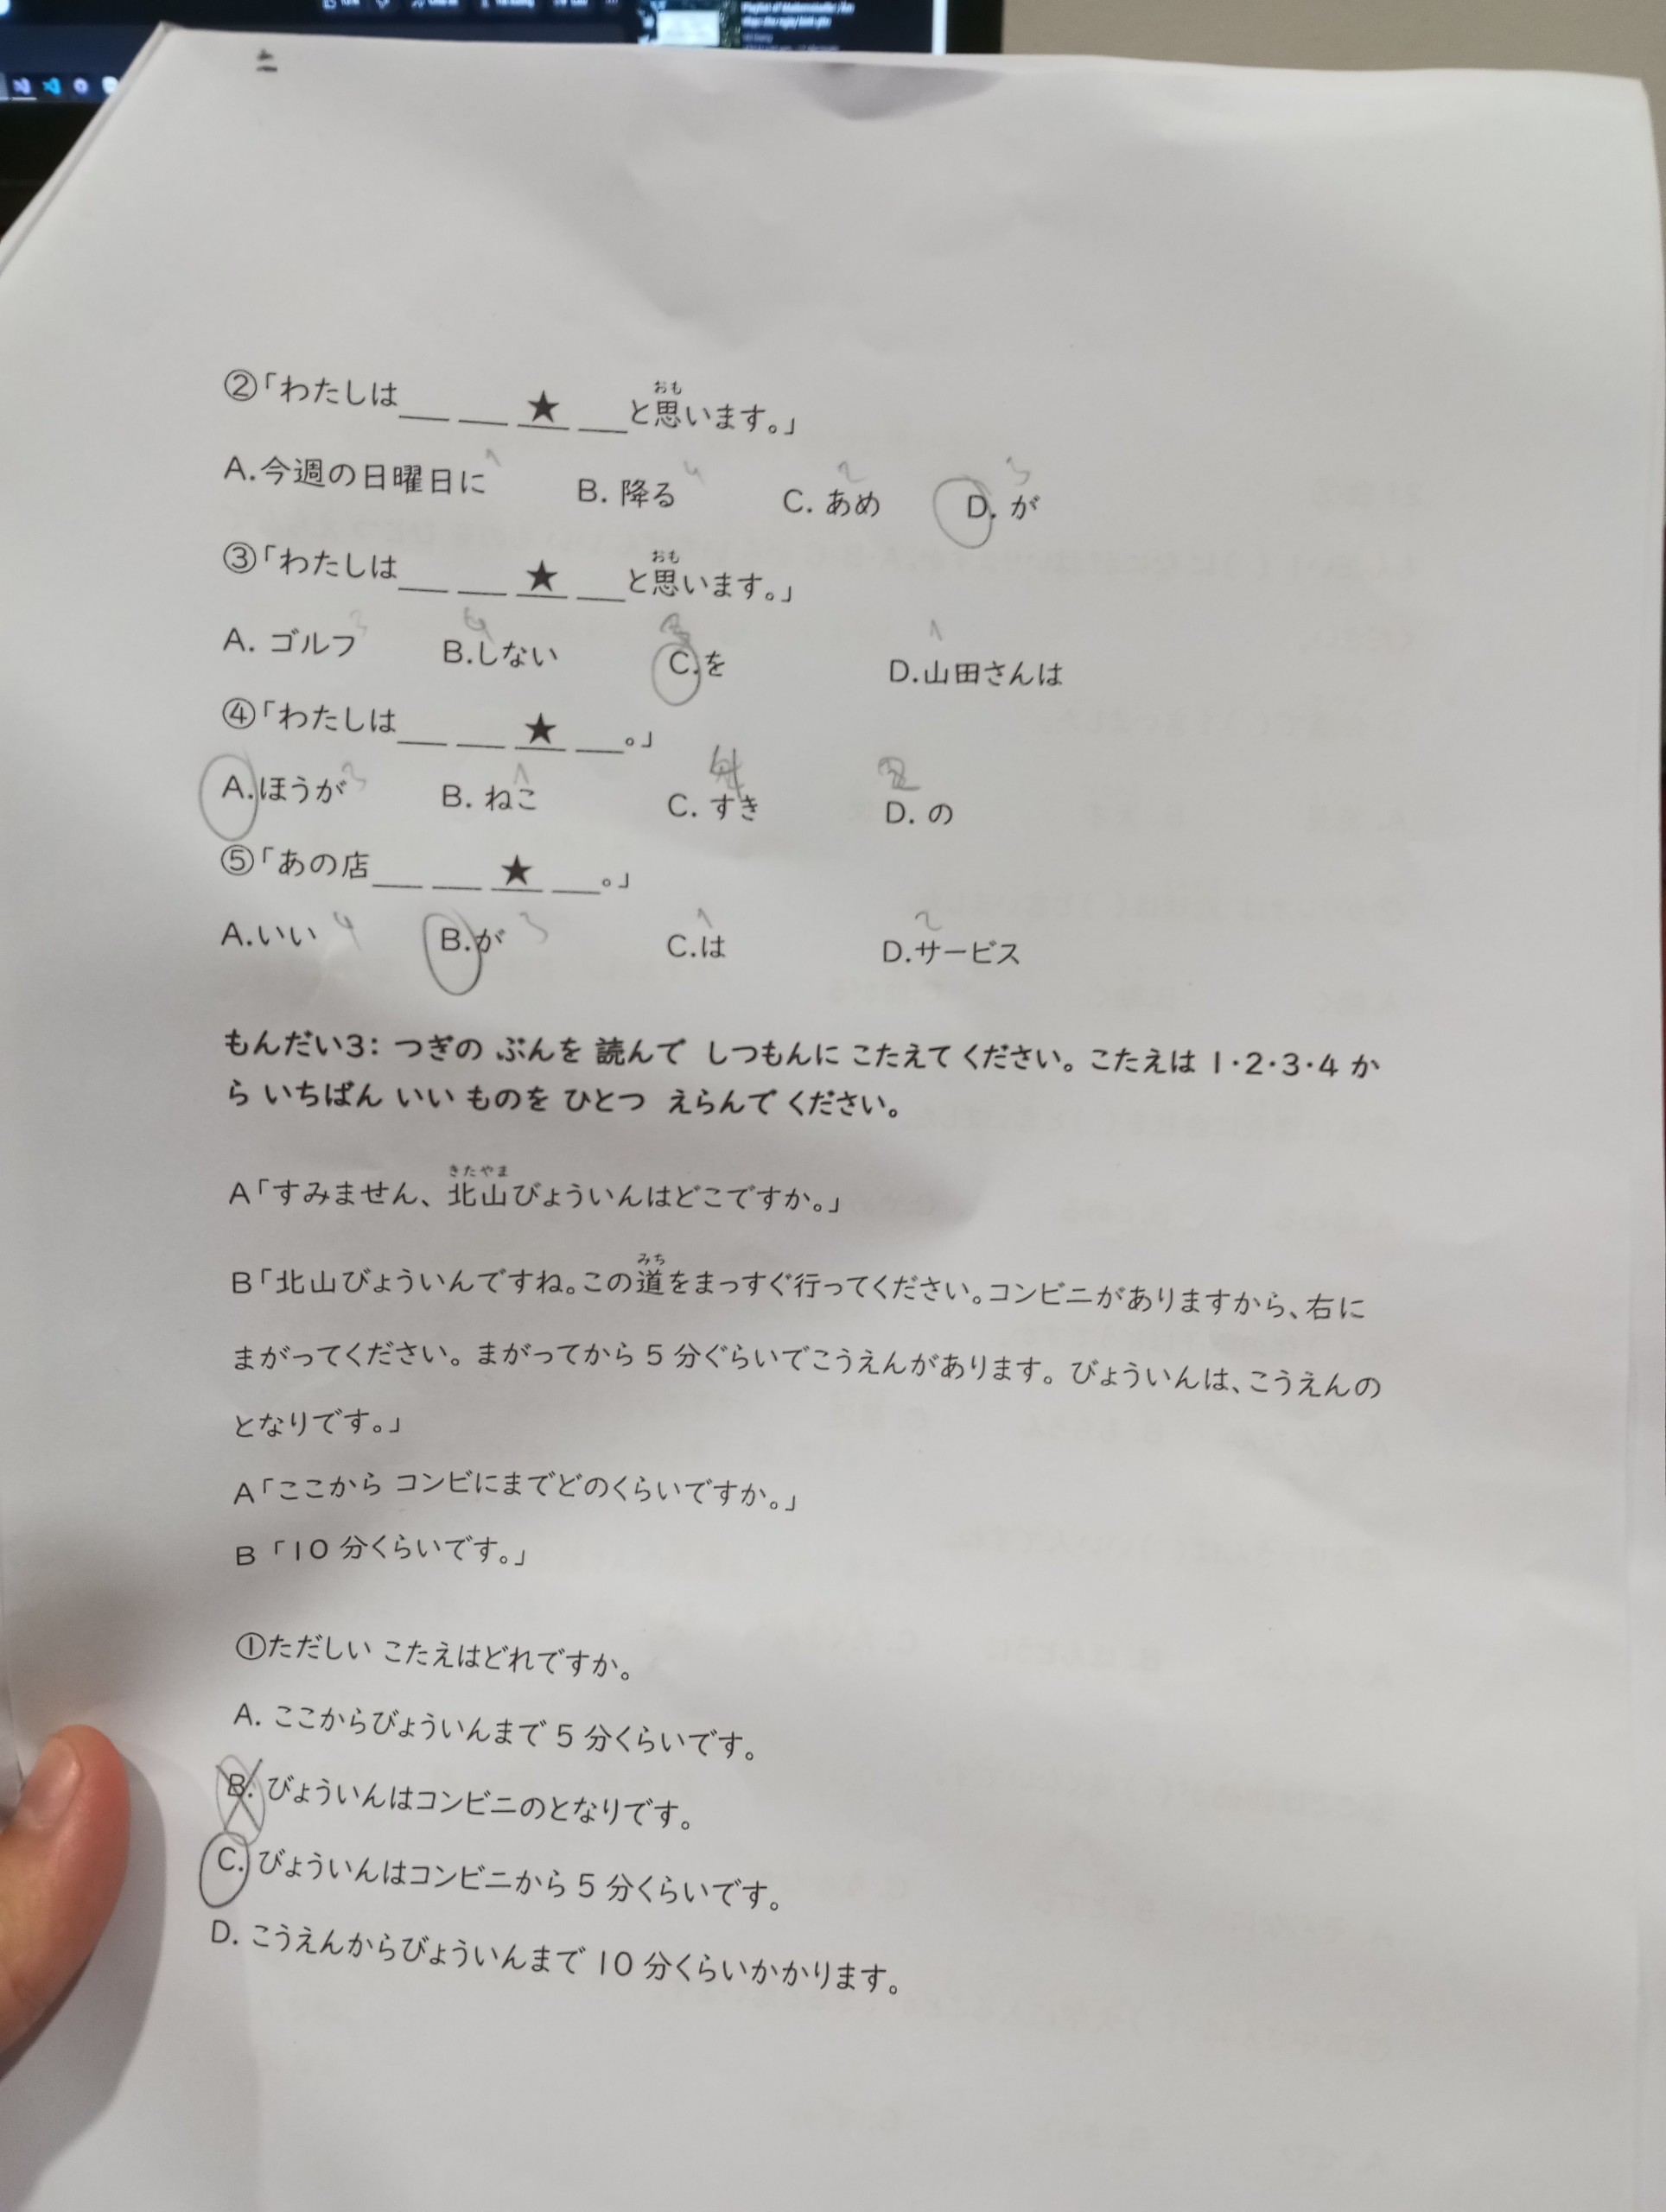 ②「わたしは__ __ ★ __と思います。」
おも
A.今週の日曜日に 1 B. 降る 4 C. あめ 2 D. が 3
③「わたしは__ __ ★ __と思います。」
おも
A. ゴルフ B.しない C.を D.山田さんは 1
④「わたしは__ __ ★ __。」
A.ほうが 3 B. ねこ 1 C. すき 4 D. の 2
⑤「あの店__ __ ★ __。」
A.いい 4 B.が 3 C.は 1 D.サービス 2
もんだい3: つぎの ぶんを 読んで しつもんに こたえて ください。こたえは 1・2・3・4 か
ら いちばん いい ものを ひとつ えらんで ください。
きたやま
A「すみません、北山びょういんはどこですか。」
みち
B「北山びょういんですね。この道をまっすぐ行ってください。コンビニがありますから、右に
まがってください。まがってから 5 分ぐらいでこうえんがあります。びょういんは、こうえんの
となりです。」
A「ここから コンビにまでどのくらいですか。」
B「10 分くらいです。」
①ただしい こたえはどれですか。
A. ここからびょういんまで 5 分くらいです。
B. びょういんはコンビニのとなりです。
C. びょういんはコンビニから 5 分くらいです。
D. こうえんからびょういんまで 10 分くらいかかります。